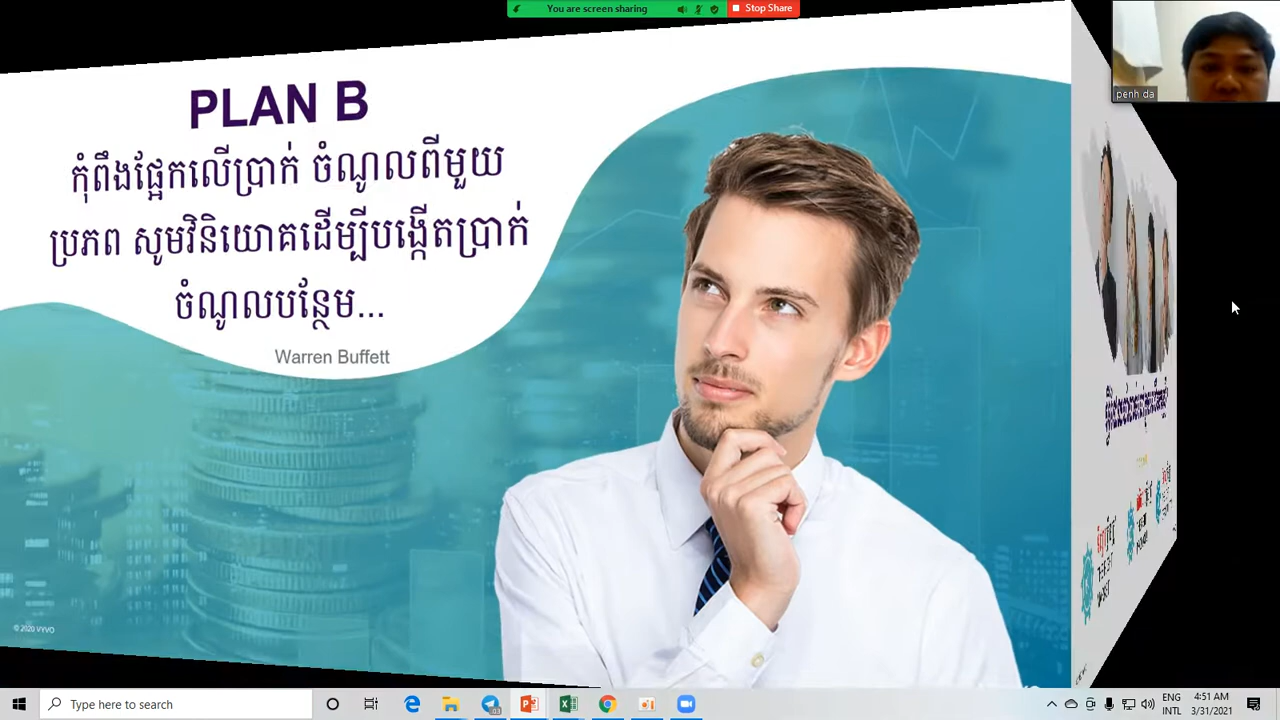 You are screen sharing
Stop Share
penh da
PLAN B
កុំពឹងផ្អែកលើប្រាក់ ចំណូលពីមួយ
ប្រភព សូមវិនិយោគដើម្បីបង្កើតប្រាក់
ចំណូលបន្ថែម...
Warren Buffett
© 2020 VYVO
Type here to search
ENG
INTL
4:51 AM
3/31/2021